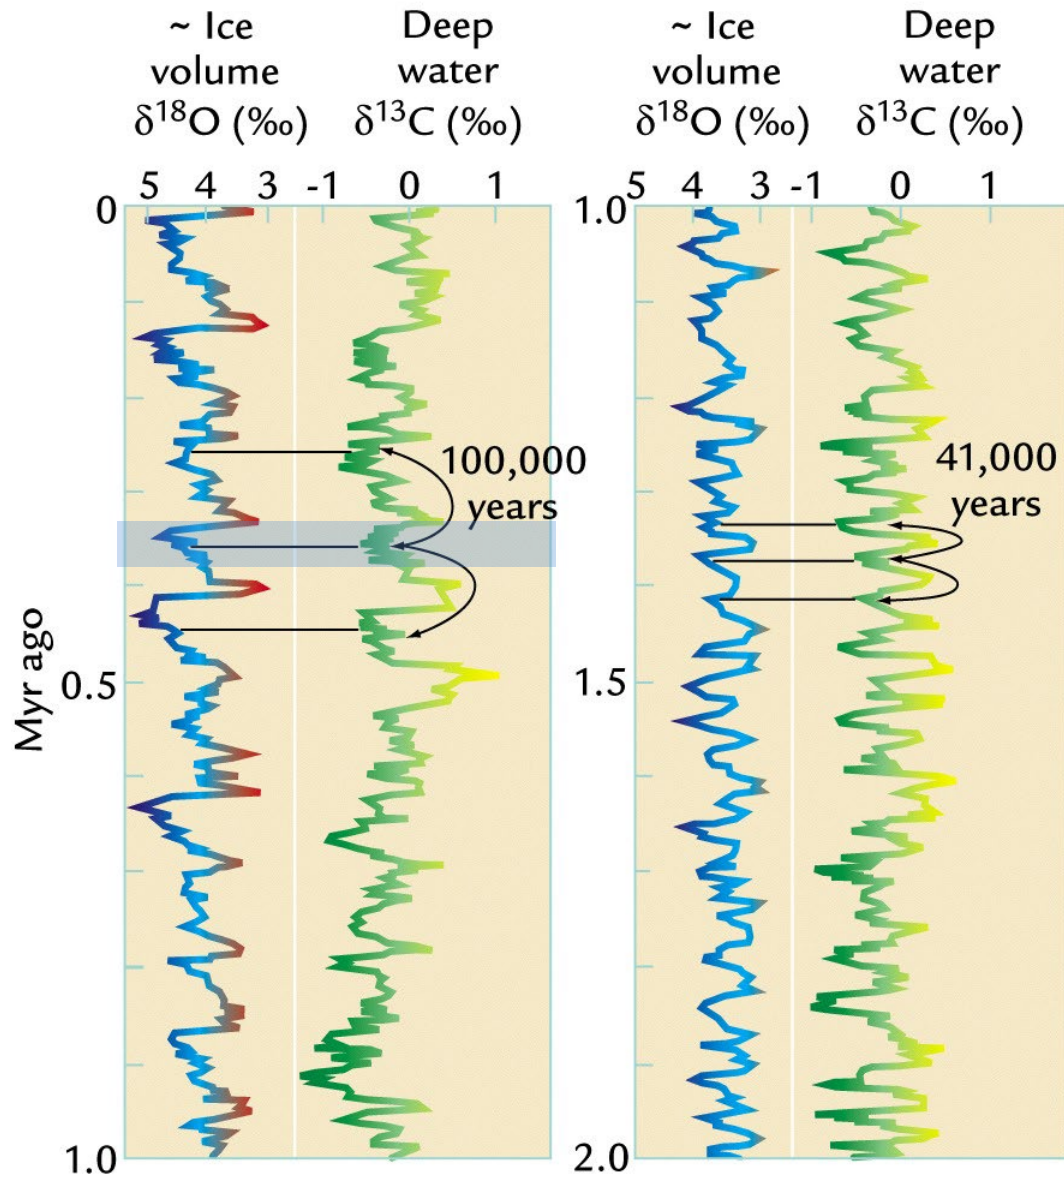 ~ Ice
volume
δ¹⁸O (‰)
Deep
water
δ¹³C (‰)
~ Ice
volume
δ¹⁸O (‰)
Deep
water
δ¹³C (‰)
5 4 3 -1 0 1
5 4 3 -1 0 1
Myr ago
0
0.5
1.0
100,000
years
1.0
1.5
2.0
41,000
years